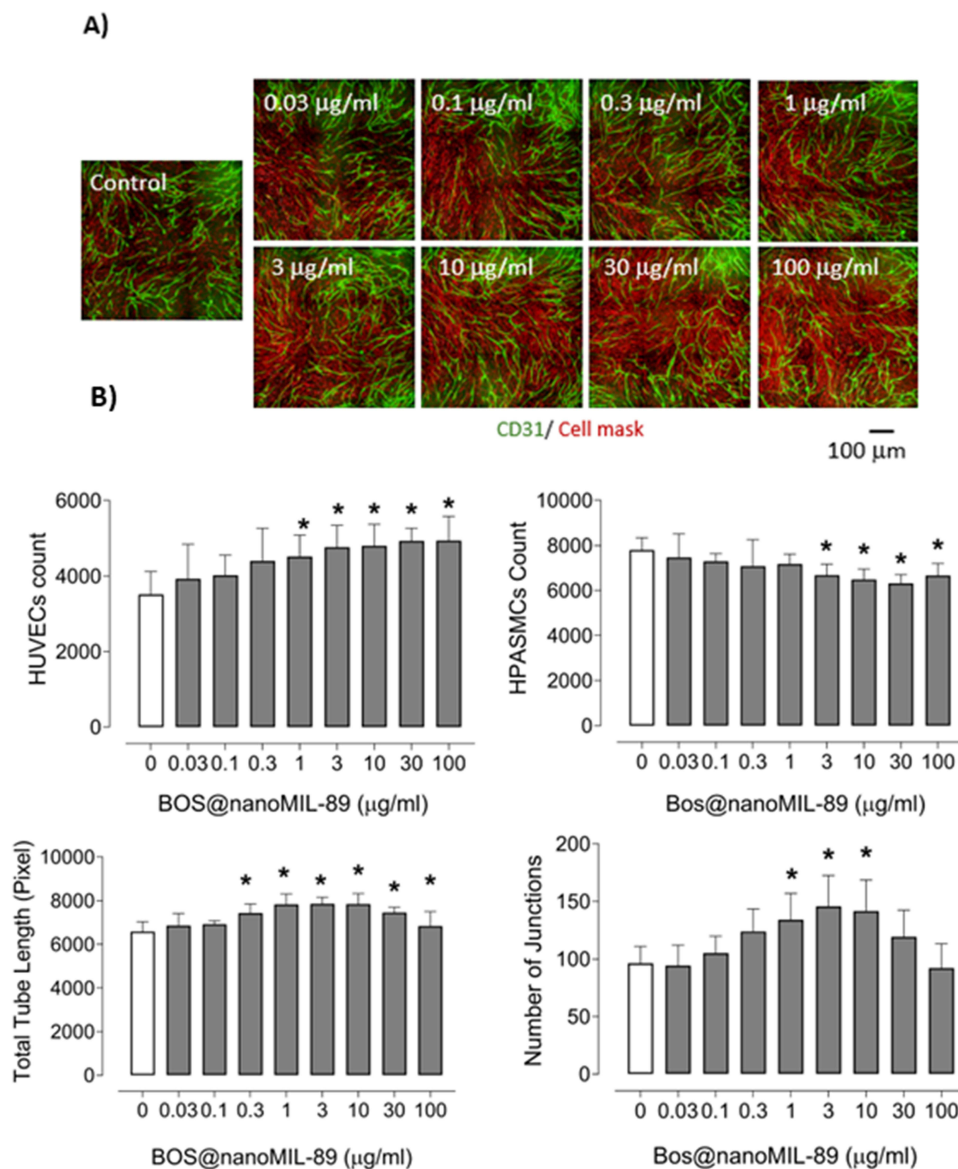 A)
Control
0.03 µg/ml
0.1 µg/ml
0.3 µg/ml
1 µg/ml
3 µg/ml
10 µg/ml
30 µg/ml
100 µg/ml
CD31/ Cell mask
100 µm
B)
HUVECs count
6000
4000
2000
0
* * * * *
0 0.03 0.1 0.3 1 3 10 30 100
BOS@nanoMIL-89 (µg/ml)
HPASMCs Count
10000
8000
6000
4000
2000
0
* * * *
0 0.03 0.1 0.3 1 3 10 30 100
Bos@nanoMIL-89 (µg/ml)
Total Tube Length (Pixel)
10000
8000
6000
4000
2000
0
* * * * * *
0 0.03 0.1 0.3 1 3 10 30 100
BOS@nanoMIL-89 (µg/ml)
Number of Junctions
200
150
100
50
0
* * *
0 0.03 0.1 0.3 1 3 10 30 100
Bos@nanoMIL-89 (µg/ml)